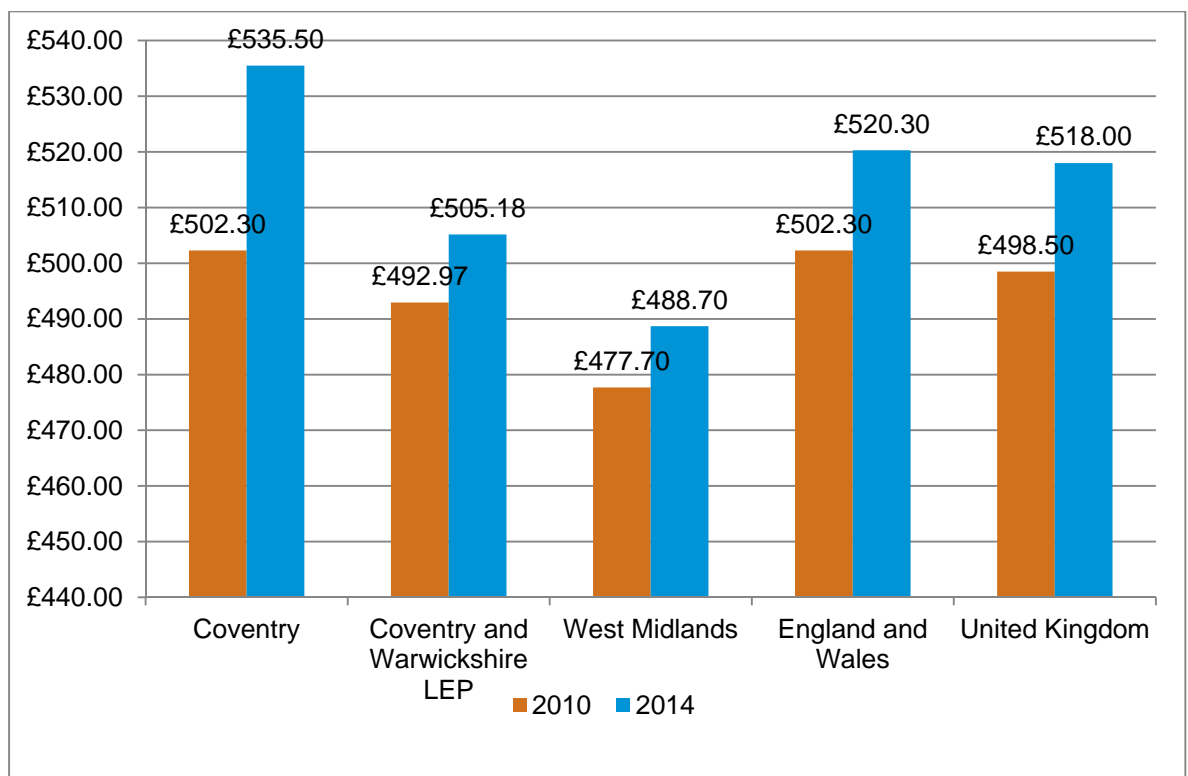 £540.00
£530.00
£520.00
£510.00
£500.00
£490.00
£480.00
£470.00
£460.00
£450.00
£440.00
£535.50
£520.30
£518.00
£505.18
£502.30
£502.30
£498.50
£492.97
£488.70
£477.70
Coventry
Coventry and
Warwickshire
LEP
West Midlands
England and
Wales
United Kingdom
2010 2014